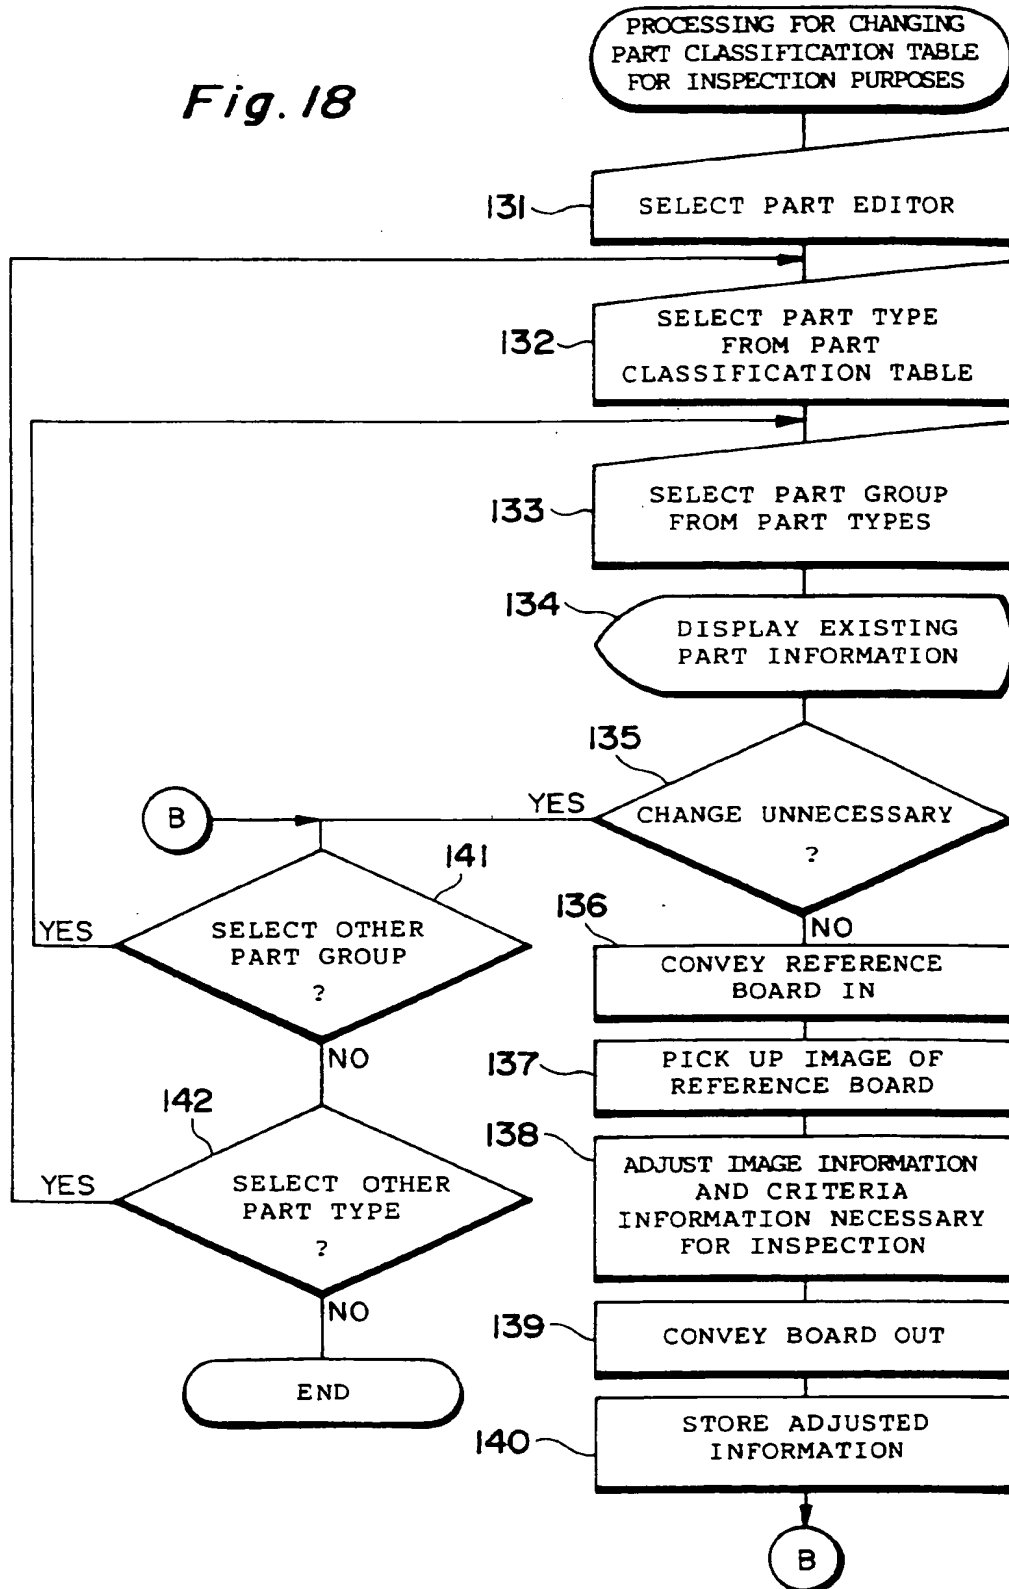 Fig. 18
PROCESSING FOR CHANGING
PART CLASSIFICATION TABLE
FOR INSPECTION PURPOSES
131
SELECT PART EDITOR
132
SELECT PART TYPE
FROM PART
CLASSIFICATION TABLE
133
SELECT PART GROUP
FROM PART TYPES
134
DISPLAY EXISTING
PART INFORMATION
135
YES
CHANGE UNNECESSARY
?
NO
B
141
YES
SELECT OTHER
PART GROUP
?
NO
136
CONVEY REFERENCE
BOARD IN
137
PICK UP IMAGE OF
REFERENCE BOARD
142
YES
SELECT OTHER
PART TYPE
?
NO
END
138
ADJUST IMAGE INFORMATION
AND CRITERIA
INFORMATION NECESSARY
FOR INSPECTION
139
CONVEY BOARD OUT
140
STORE ADJUSTED
INFORMATION
B